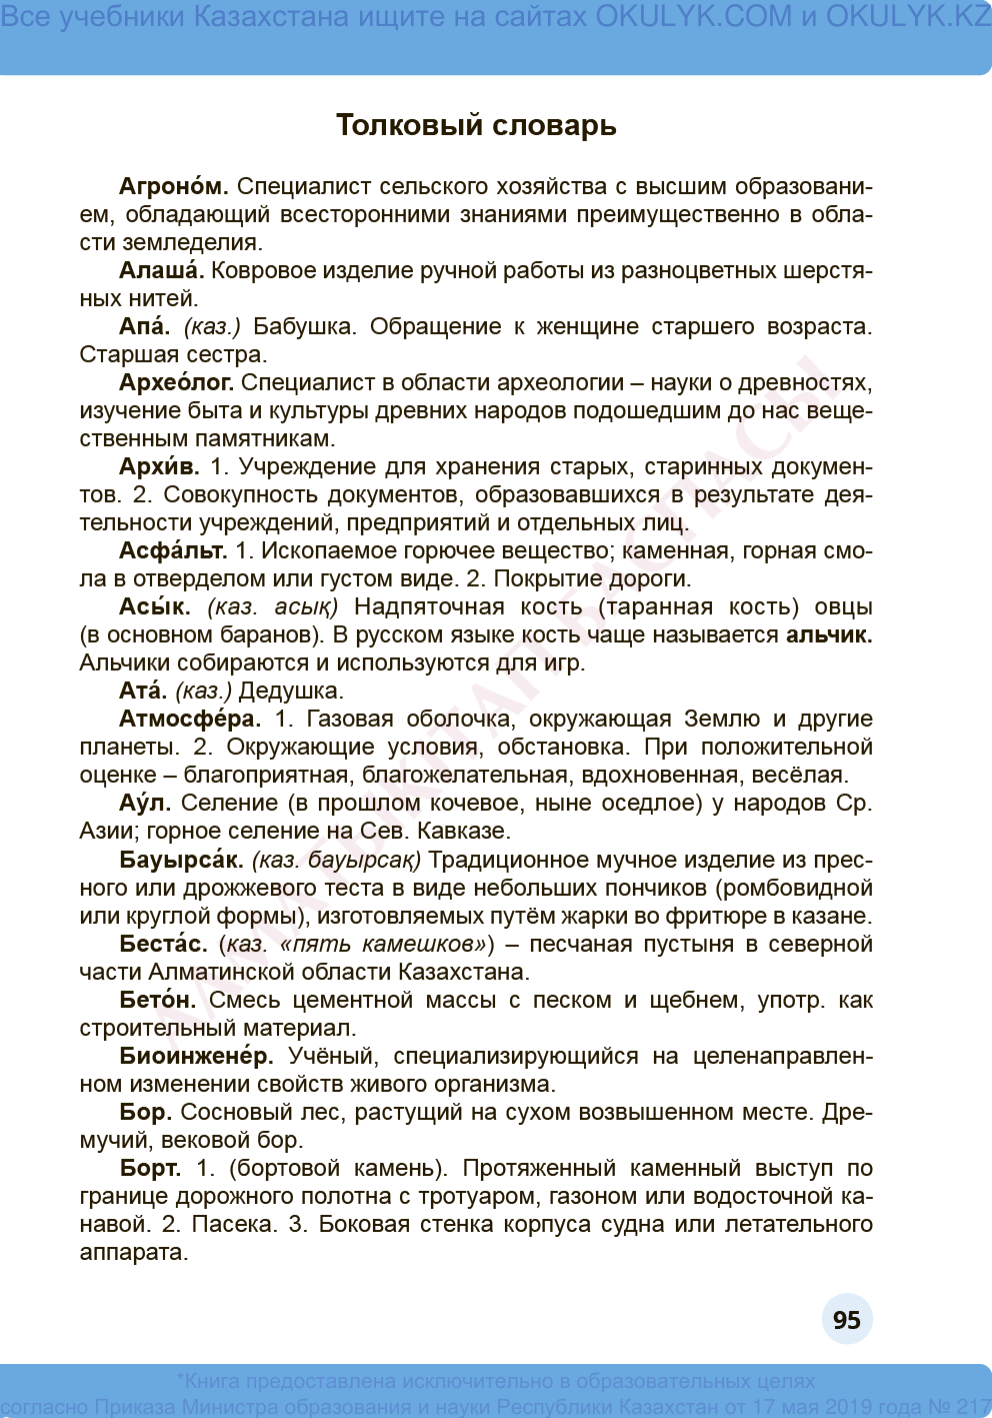 Все учебники Казахстана ищите на сайтах OKULYK.COM и OKULYK.KZ
Толковый словарь
Агроно́м. Специалист сельского хозяйства с высшим образовани-
ем, обладающий всесторонними знаниями преимущественно в обла-
сти земледелия.
Алаша́. Ковровое изделие ручной работы из разноцветных шерстя-
ных нитей.
Апа́. (каз.) Бабушка. Обращение к женщине старшего возраста.
Старшая сестра.
Архео́лог. Специалист в области археологии – науки о древностях,
изучение быта и культуры древних народов подошедшим до нас веще-
ственным памятникам.
Архи́в. 1. Учреждение для хранения старых, старинных докумен-
тов. 2. Совокупность документов, образовавшихся в результате дея-
тельности учреждений, предприятий и отдельных лиц.
Асфа́льт. 1. Ископаемое горючее вещество; каменная, горная смо-
ла в отверделом или густом виде. 2. Покрытие дороги.
Асы́к. (каз. асық) Надпяточная кость (таранная кость) овцы
(в основном баранов). В русском языке кость чаще называется альчик.
Альчики собираются и используются для игр.
Ата́. (каз.) Дедушка.
Атмосфе́ра. 1. Газовая оболочка, окружающая Землю и другие
планеты. 2. Окружающие условия, обстановка. При положительной
оценке – благоприятная, благожелательная, вдохновенная, весёлая.
Ау́л. Селение (в прошлом кочевое, ныне оседлое) у народов Ср.
Азии; горное селение на Сев. Кавказе.
Бауырса́к. (каз. бауырсақ) Традиционное мучное изделие из прес-
ного или дрожжевого теста в виде небольших пончиков (ромбовидной
или круглой формы), изготовляемых путём жарки во фритюре в казане.
Беста́с. (каз. «пять камешков») – песчаная пустыня в северной
части Алматинской области Казахстана.
Бето́н. Смесь цементной массы с песком и щебнем, употр. как
строительный материал.
Биоинжене́р. Учёный, специализирующийся на целенаправлен-
ном изменении свойств живого организма.
Бор. Сосновый лес, растущий на сухом возвышенном месте. Дре-
мучий, вековой бор.
Борт. 1. (бортовой камень). Протяженный каменный выступ по
границе дорожного полотна с тротуаром, газоном или водосточной ка-
навой. 2. Пасека. 3. Боковая стенка корпуса судна или летательного
аппарата.
АЛМАТЫКІТАП БАСПАСЫ
95
*Книга предоставлена исключительно в образовательных целях
согласно Приказа Министра образования и науки Республики Казахстан от 17 мая 2019 года № 217